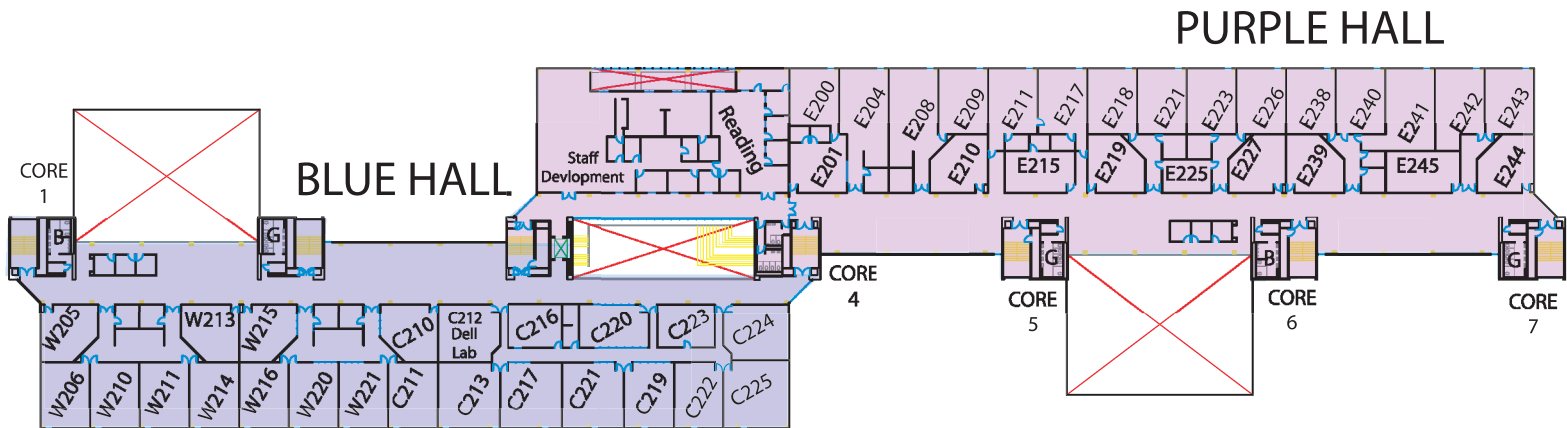 PURPLE HALL
BLUE HALL
CORE
1
B
G
Staff
Devlopment
T
Reading
E200
E204
E208
E209
E211
E217
E218
E221
E223
E226
E238
E240
E241
E242
E243
E201
E210
E215
E219
E225
E227
E239
E245
E244
CORE
4
G
CORE
5
B
CORE
6
G
CORE
7
W205
W213
W215
C210
C212
Dell
Lab
C216
C220
C223
C224
W206
W210
W211
W214
W216
W220
W221
C211
C213
C217
C221
C219
C222
C225